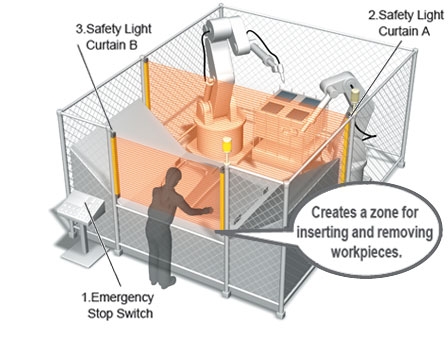 3.Safety Light
Curtain B
2.Safety Light
Curtain A
Creates a zone for
inserting and removing
workpieces.
1.Emergency
Stop Switch